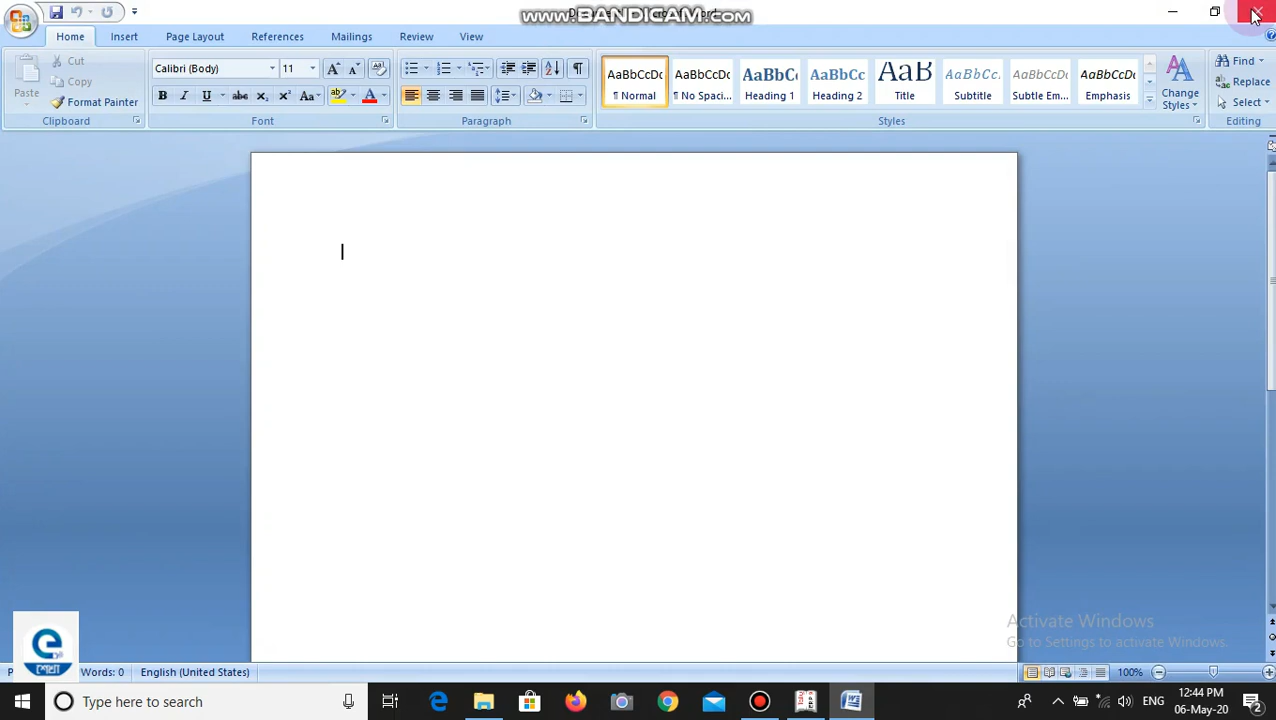 www.BANDICAM.com
Home Insert Page Layout References Mailings Review View
Paste
Cut
Copy
Format Painter
Clipboard
Calibri (Body) 11
Font
Paragraph
AaBbCcDc AaBbCcDc AaBbCc AaBbCc AaB AaBbCc. AaBbCcDc AaBbCcDc
¶ Normal ¶ No Spaci... Heading 1 Heading 2 Title Subtitle Subtle Em... Emphasis
Change Styles
Styles
Find
Replace
Select
Editing
Activate Windows
Go to Settings to activate Windows.
Words: 0 English (United States) 100%
Type here to search
ENG
12:44 PM
06-May-20
2